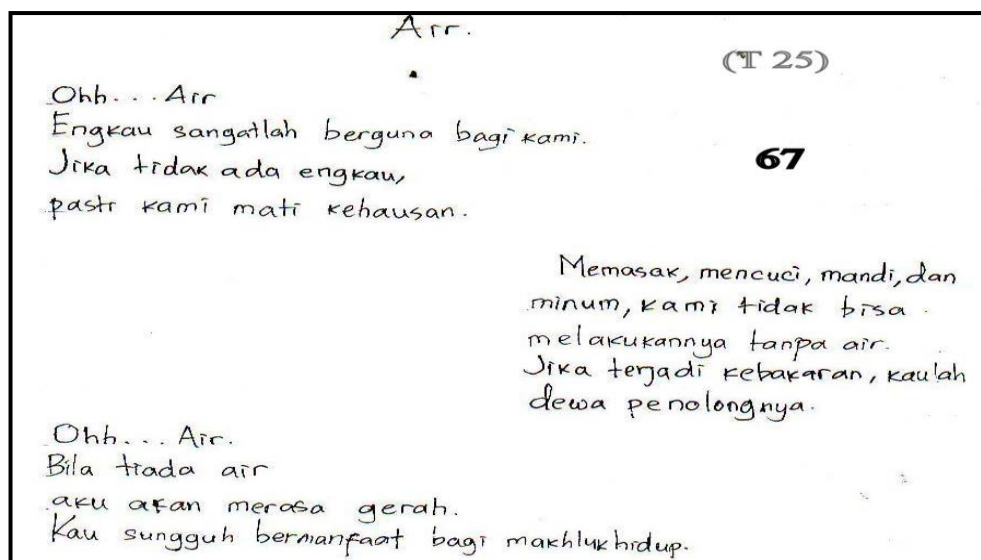 Air.
(T 25)
Ohh... Air
Engkau sangatlah berguna bagi kami.
Jika tidak ada engkau,
67
pasti kami mati kehausan.
Memasak, mencuci, mandi, dan
minum, kami tidak bisa
melakukannya tanpa air.
Jika terjadi kebakaran, kaulah
dewa penolongnya.
Ohh... Air.
Bila tiada air
aku akan merasa gerah.
Kau sungguh bermanfaat bagi makhluk hidup.